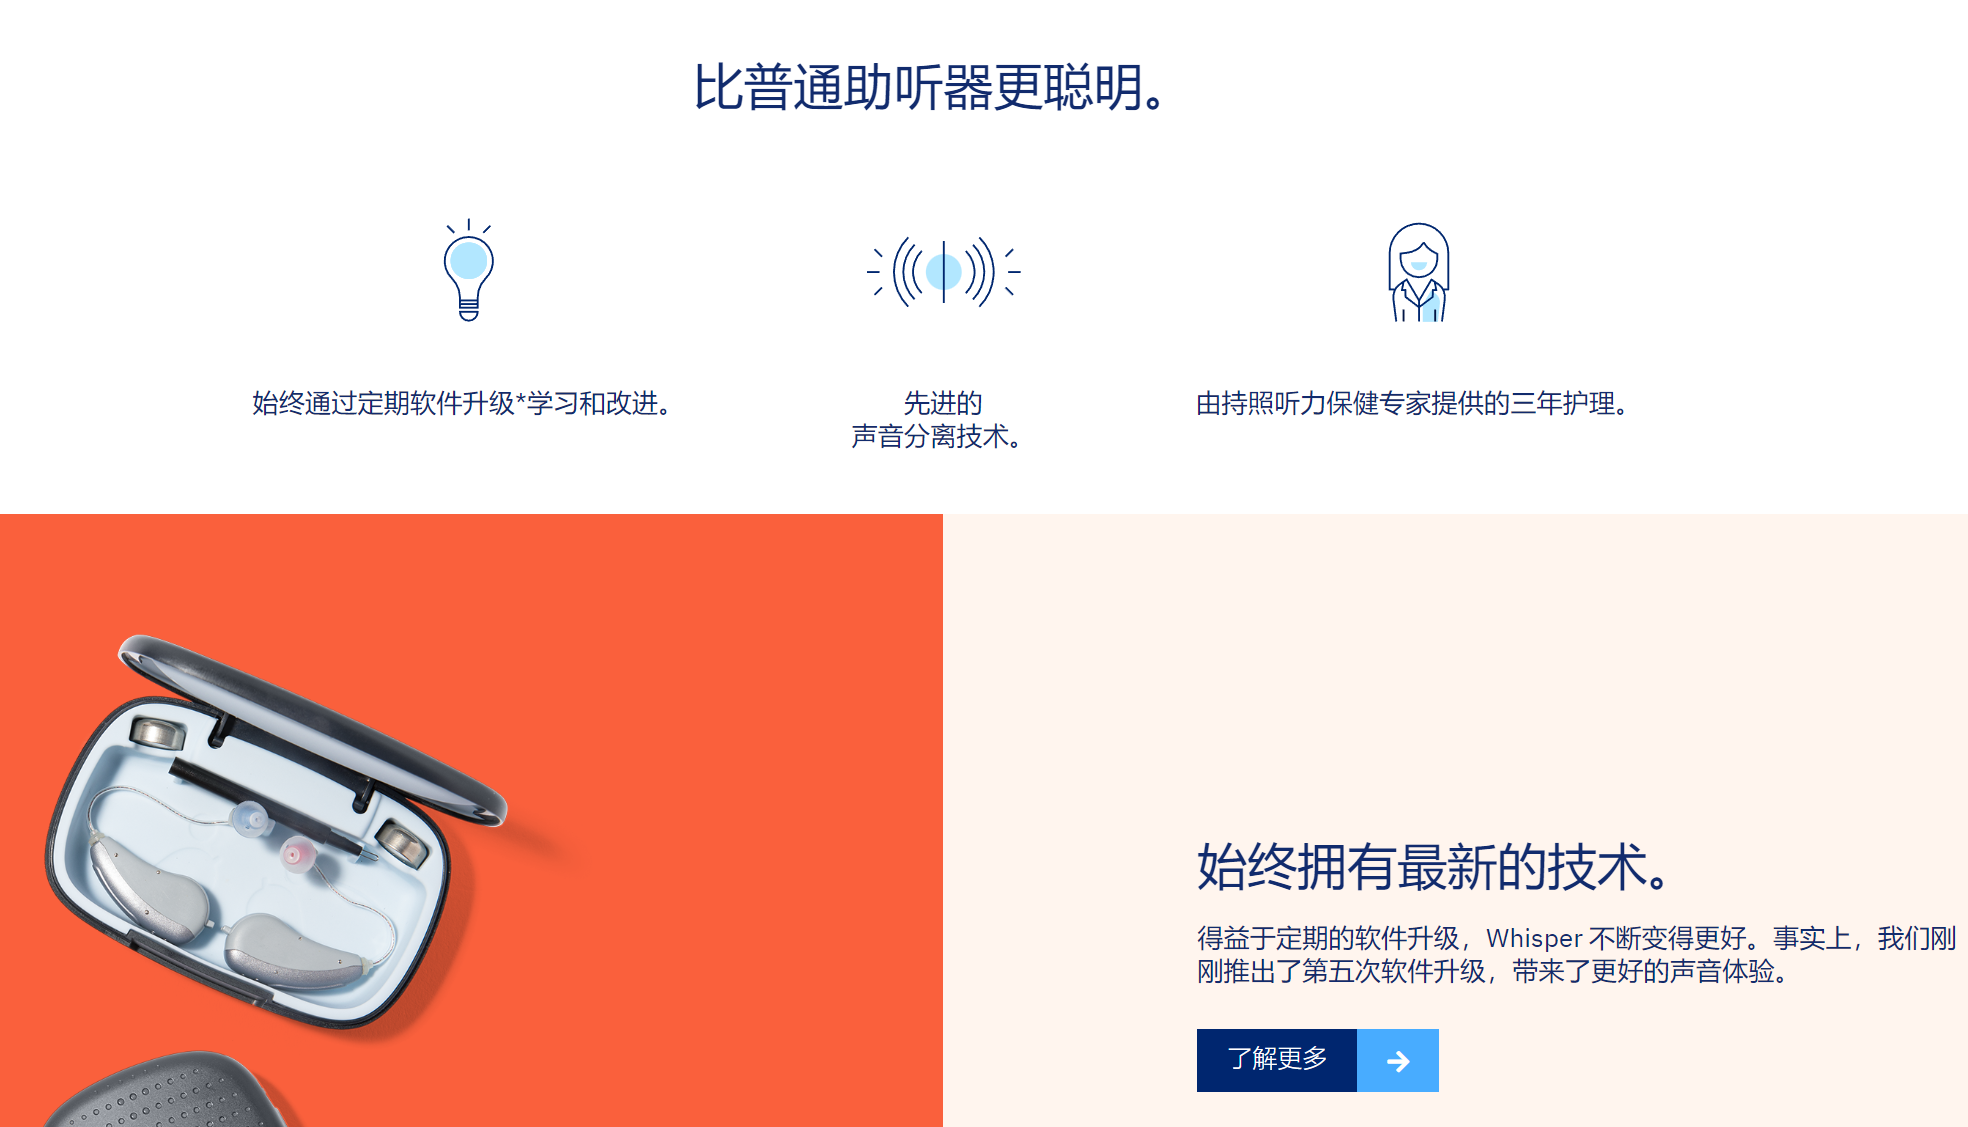 比普通助听器更聪明。
始终通过定期软件升级*学习和改进。
先进的
声音分离技术。
由持照听力保健专家提供的三年护理。
始终拥有最新的技术。
得益于定期的软件升级，Whisper 不断变得更好。事实上，我们刚
刚推出了第五次软件升级，带来了更好的声音体验。
了解更多